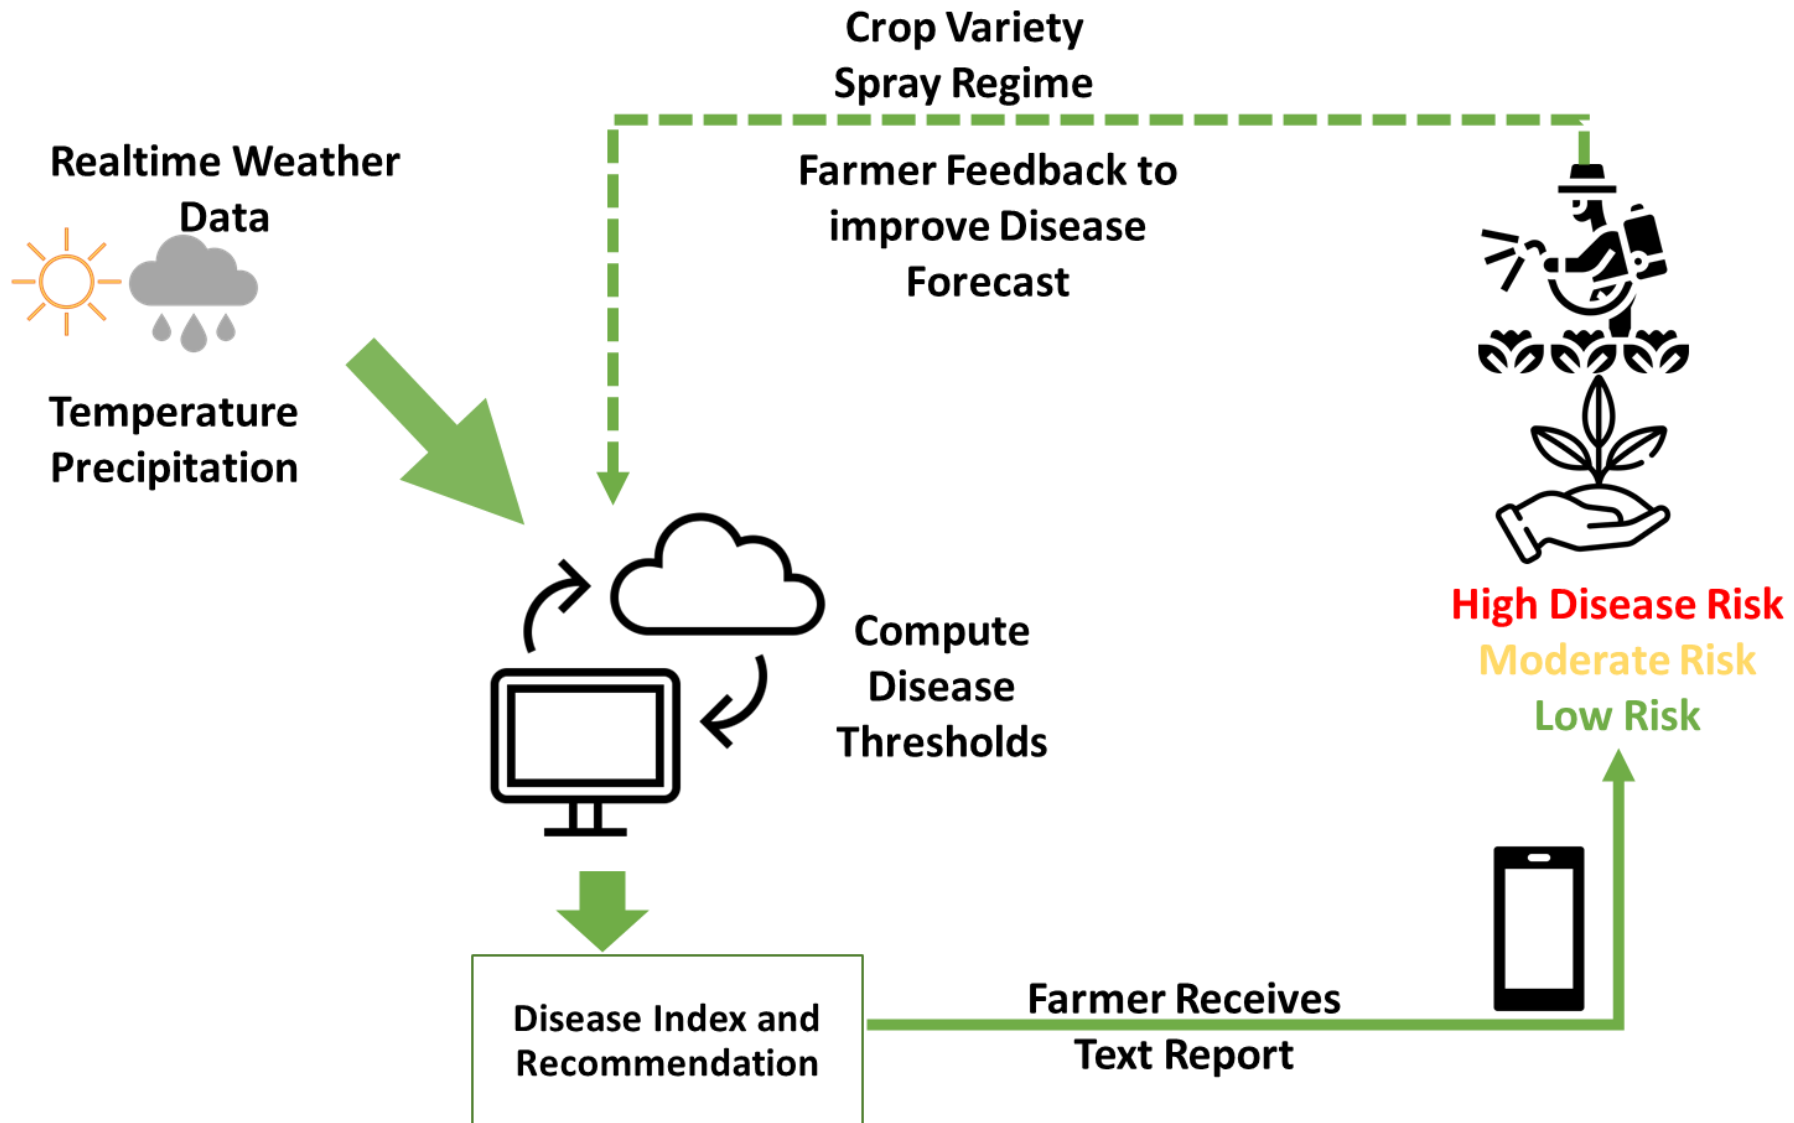 Crop Variety
Spray Regime
Realtime Weather
Data
Farmer Feedback to
improve Disease
Forecast
Temperature
Precipitation
Compute
Disease
Thresholds
High Disease Risk
Moderate Risk
Low Risk
Disease Index and
Recommendation
Farmer Receives
Text Report